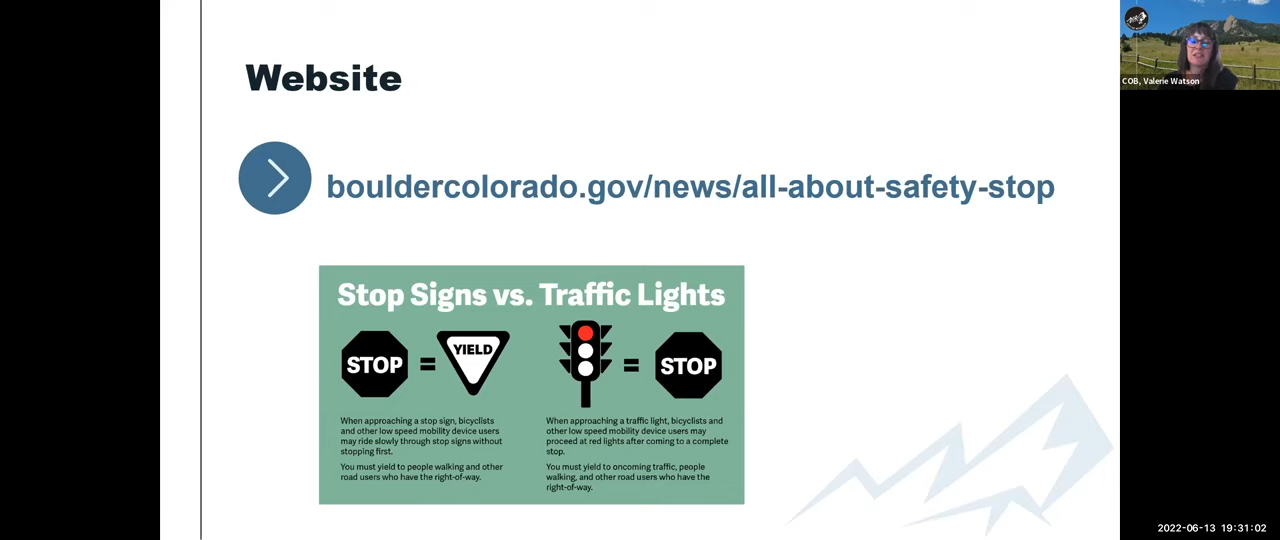 Website
bouldercolorado.gov/news/all-about-safety-stop
Stop Signs vs. Traffic Lights
STOP = YIELD
STOP
When approaching a stop sign, bicyclists
and other low speed mobility device users
may ride slowly through stop signs without
stopping first.
You must yield to people walking and other
road users who have the right-of-way.
= STOP
When approaching a traffic light, bicyclists and
other low speed mobility device users may
proceed at red lights after coming to a complete
stop.
You must yield to oncoming traffic, people
walking, and other road users who have the
right-of-way.
COB, Valerie Watson
2022-06-13 19:31:02